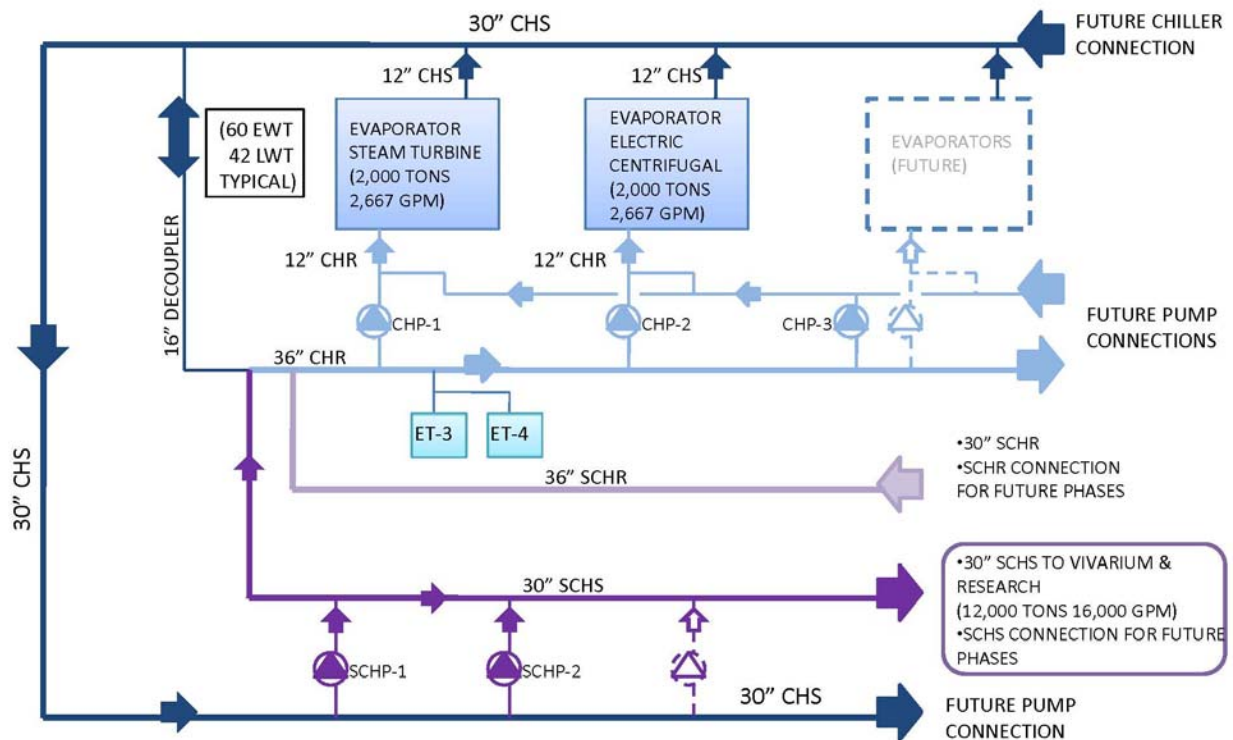 30” CHS
FUTURE CHILLER
CONNECTION
12” CHS
12” CHS
(60 EWT
42 LWT
TYPICAL)
EVAPORATOR
STEAM TURBINE
(2,000 TONS
2,667 GPM)
EVAPORATOR
ELECTRIC
CENTRIFUGAL
(2,000 TONS
2,667 GPM)
EVAPORATORS
(FUTURE)
16” DECOUPLER
12” CHR
12” CHR
CHP-1
CHP-2
CHP-3
FUTURE PUMP
CONNECTIONS
36” CHR
ET-3
ET-4
30” CHS
36” SCHR
•30” SCHR
•SCHR CONNECTION
FOR FUTURE PHASES
30” SCHS
•30” SCHS TO VIVARIUM &
RESEARCH
(12,000 TONS 16,000 GPM)
•SCHS CONNECTION FOR FUTURE
PHASES
SCHP-1
SCHP-2
30” CHS
FUTURE PUMP
CONNECTION